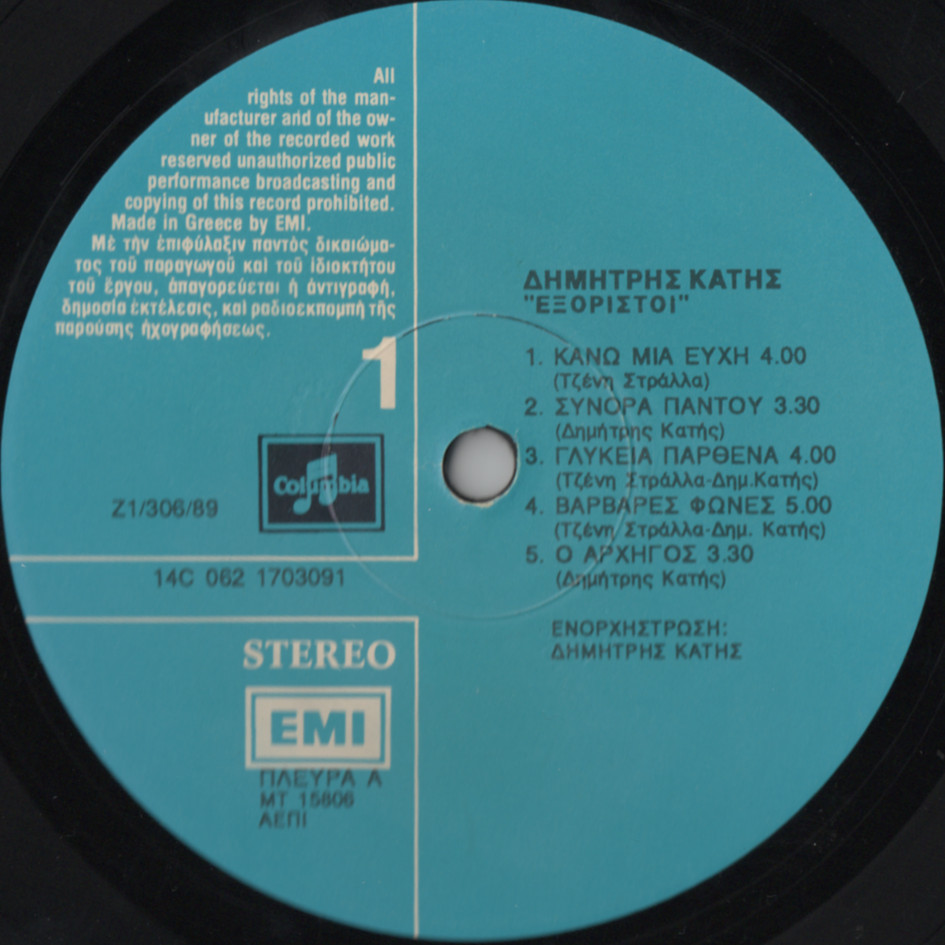 All
rights of the man-
ufacturer and of the ow-
ner of the recorded work
reserved unauthorized public
performance broadcasting and
copying of this record prohibited.
Made in Greece by EMI.
Μὲ τὴν ἐπιφύλαξιν παντὸς δικαιώμα-
τος τοῦ παραγωγοῦ καὶ τοῦ ἰδιοκτήτου
τοῦ ἔργου, ἀπαγορεύεται ἡ ἀντιγραφή,
δημοσία ἐκτέλεσις, καὶ ραδιοεκπομπὴ τῆς
παρούσης ἠχογραφήσεως.
1
Columbia
Z1/306/89
14C 062 1703091
STEREO
EMI
ΠΛΕΥΡΑ Α
ΜΤ 15806
ΑΕΠΙ
ΔΗΜΗΤΡΗΣ ΚΑΤΗΣ
"ΕΞΟΡΙΣΤΟΙ"
1. ΚΑΝΩ ΜΙΑ ΕΥΧΗ 4.00
(Τζένη Στράλλα)
2. ΣΥΝΟΡΑ ΠΑΝΤΟΥ 3.30
(Δημήτρης Κατής)
3. ΓΛΥΚΕΙΑ ΠΑΡΘΕΝΑ 4.00
(Τζένη Στράλλα-Δημ.Κατής)
4. ΒΑΡΒΑΡΕΣ ΦΩΝΕΣ 5.00
(Τζένη Στράλλα-Δημ. Κατής)
5. Ο ΑΡΧΗΓΟΣ 3.30
(Δημήτρης Κατής)
ΕΝΟΡΧΗΣΤΡΩΣΗ:
ΔΗΜΗΤΡΗΣ ΚΑΤΗΣ